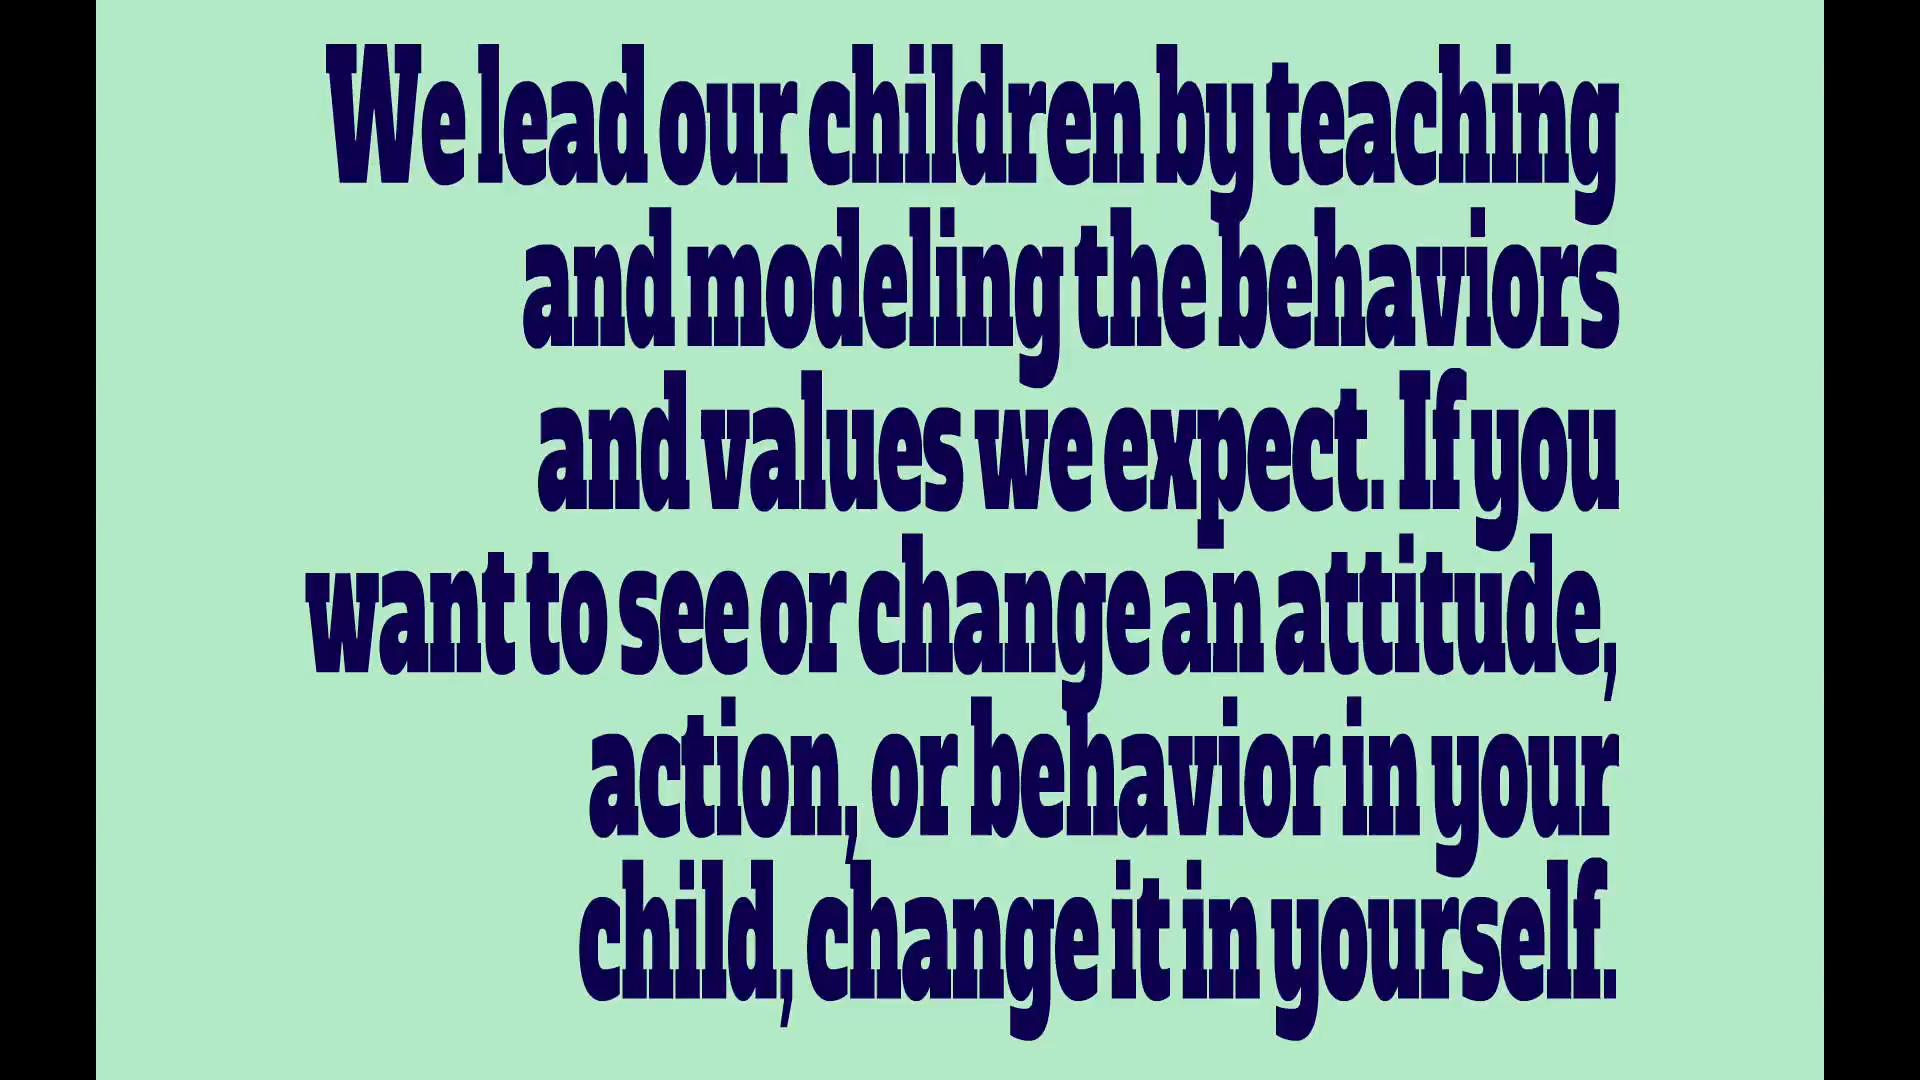 We lead our children by teaching
and modeling the behaviors
and values we expect. If you
want to see or change an attitude,
action, or behavior in your
child, change it in yourself.